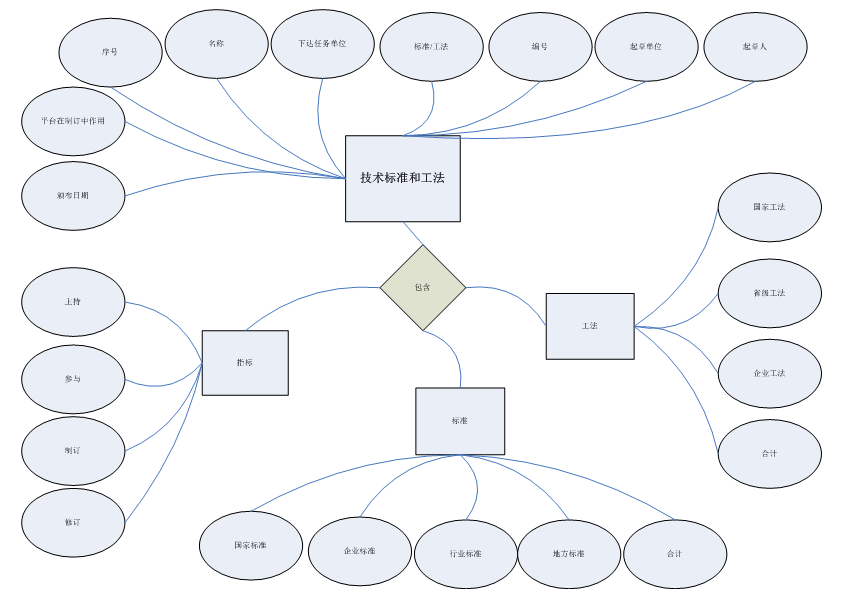 序号
名称
下达任务单位
标准/工法
编号
起草单位
起草人
平台在制订中作用
颁布日期
技术标准和工法
国家工法
省级工法
企业工法
合计
包含
工法
主持
参与
制订
修订
指标
标准
国家标准
企业标准
行业标准
地方标准
合计